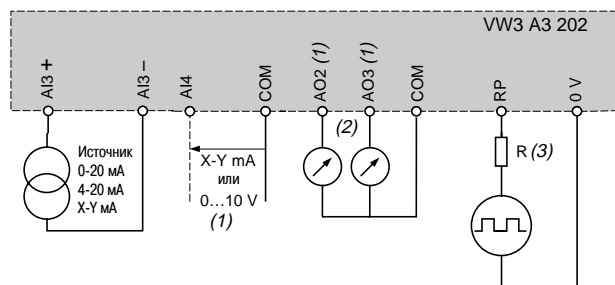 VW3 A3 202
AI3 +
AI3 –
AI4
COM
AO2 (1)
AO3 (1)
COM
RP
0 V
Источник
0-20 мА
4-20 мА
X-Y мА
X-Y mA
или
0…10 V
(1)
(2)
R (3)